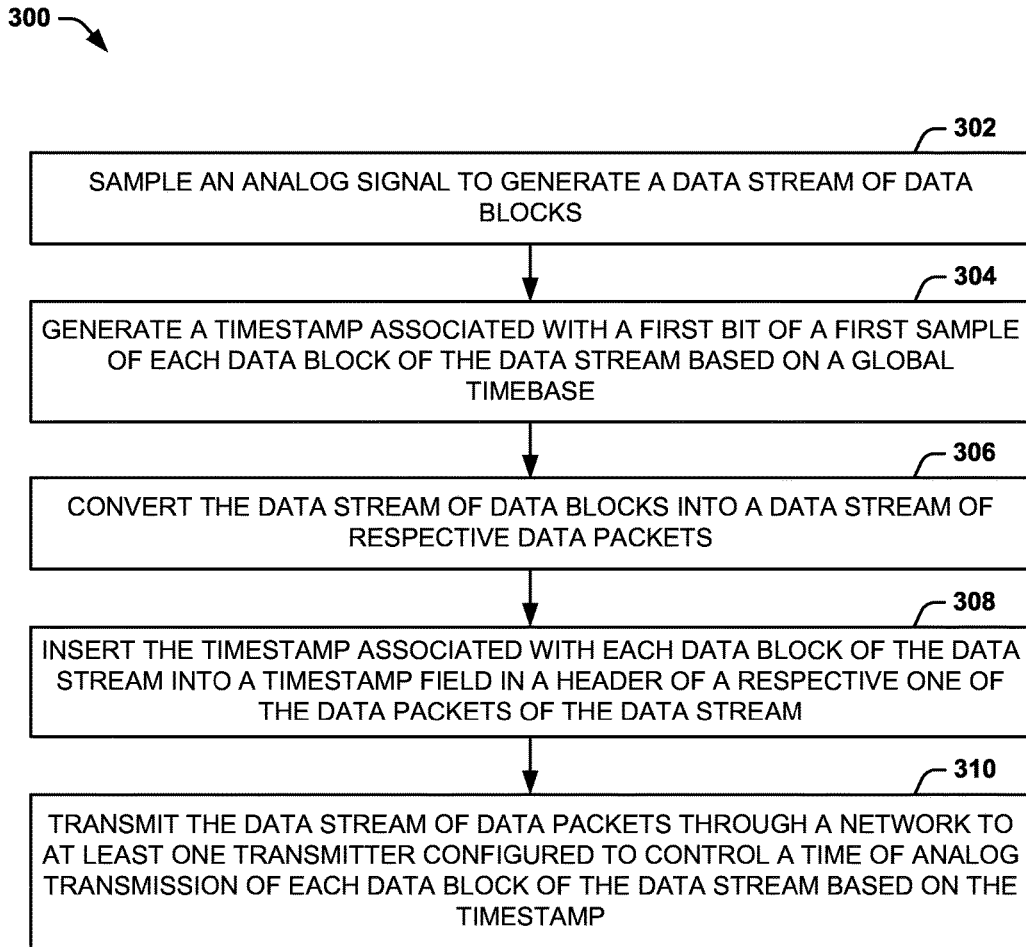 300
302
SAMPLE AN ANALOG SIGNAL TO GENERATE A DATA STREAM OF DATA
BLOCKS
304
GENERATE A TIMESTAMP ASSOCIATED WITH A FIRST BIT OF A FIRST SAMPLE
OF EACH DATA BLOCK OF THE DATA STREAM BASED ON A GLOBAL
TIMEBASE
306
CONVERT THE DATA STREAM OF DATA BLOCKS INTO A DATA STREAM OF
RESPECTIVE DATA PACKETS
308
INSERT THE TIMESTAMP ASSOCIATED WITH EACH DATA BLOCK OF THE DATA
STREAM INTO A TIMESTAMP FIELD IN A HEADER OF A RESPECTIVE ONE OF
THE DATA PACKETS OF THE DATA STREAM
310
TRANSMIT THE DATA STREAM OF DATA PACKETS THROUGH A NETWORK TO
AT LEAST ONE TRANSMITTER CONFIGURED TO CONTROL A TIME OF ANALOG
TRANSMISSION OF EACH DATA BLOCK OF THE DATA STREAM BASED ON THE
TIMESTAMP